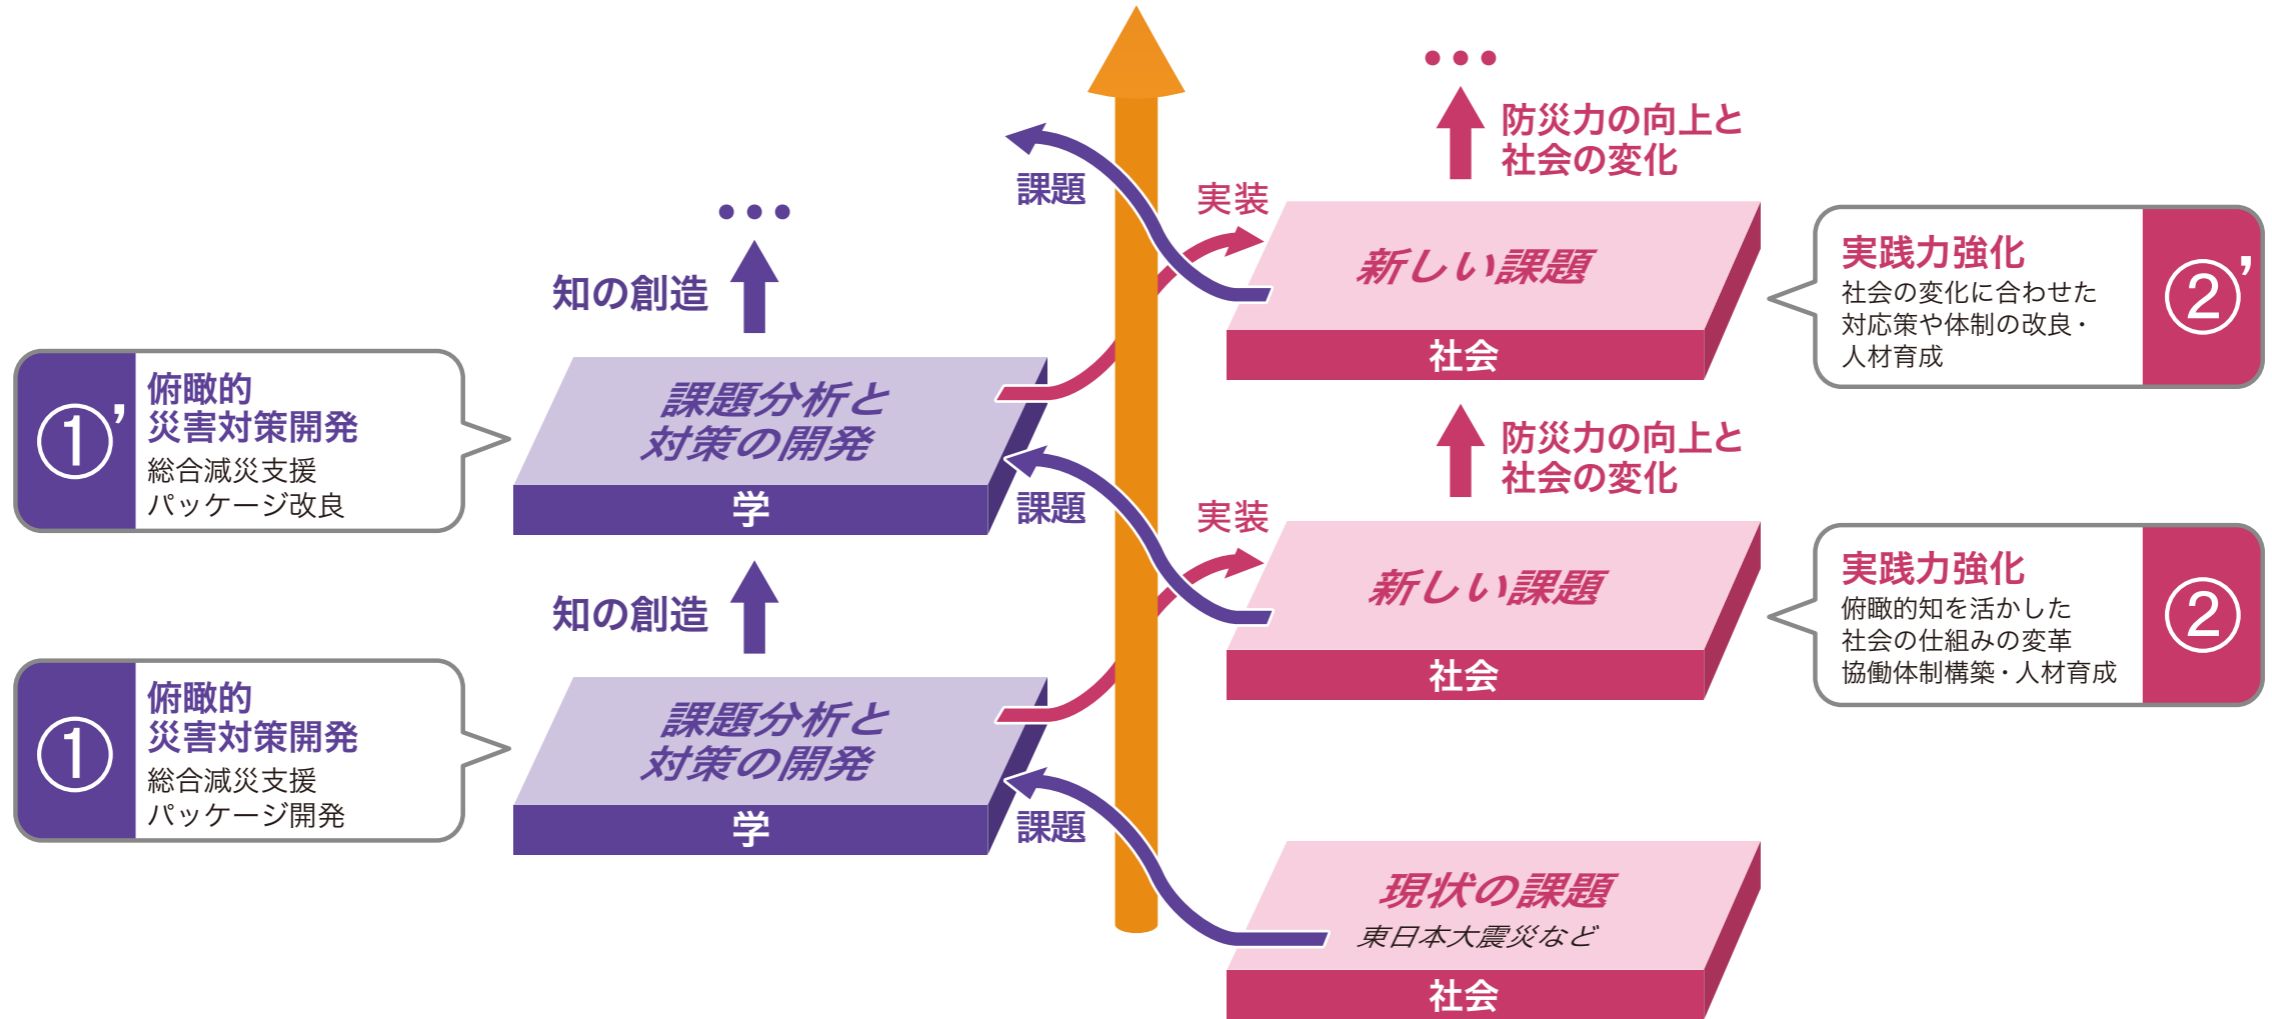 •••
防災力の向上と
社会の変化
課題
実装
•••
新しい課題
社会
実践力強化
社会の変化に合わせた
対応策や体制の改良・
人材育成
②’
知の創造
①’
俯瞰的
災害対策開発
総合減災支援
パッケージ改良
課題分析と
対策の開発
学
課題
実装
防災力の向上と
社会の変化
新しい課題
社会
実践力強化
俯瞰的知を活かした
社会の仕組みの変革
協働体制構築・人材育成
②
知の創造
①
俯瞰的
災害対策開発
総合減災支援
パッケージ開発
課題分析と
対策の開発
学
課題
現状の課題
東日本大震災など
社会